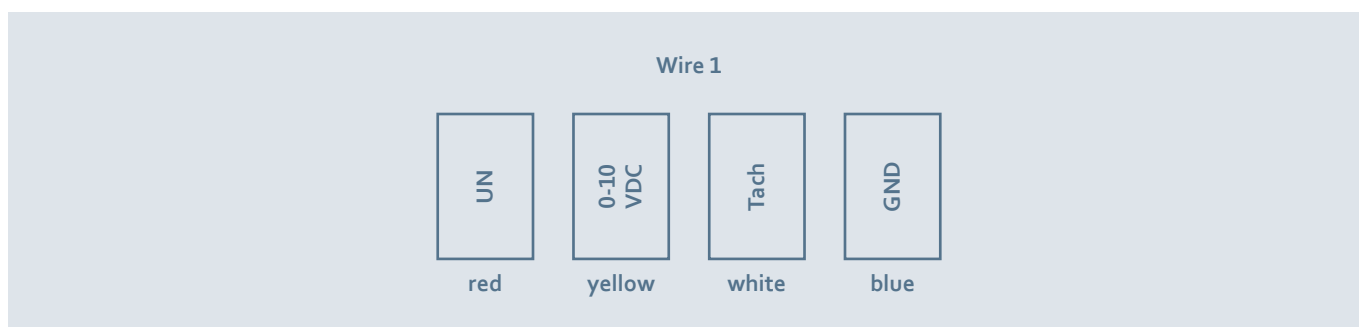 Wire 1
UN
0-10
VDC
Tach
GND
red
yellow
white
blue